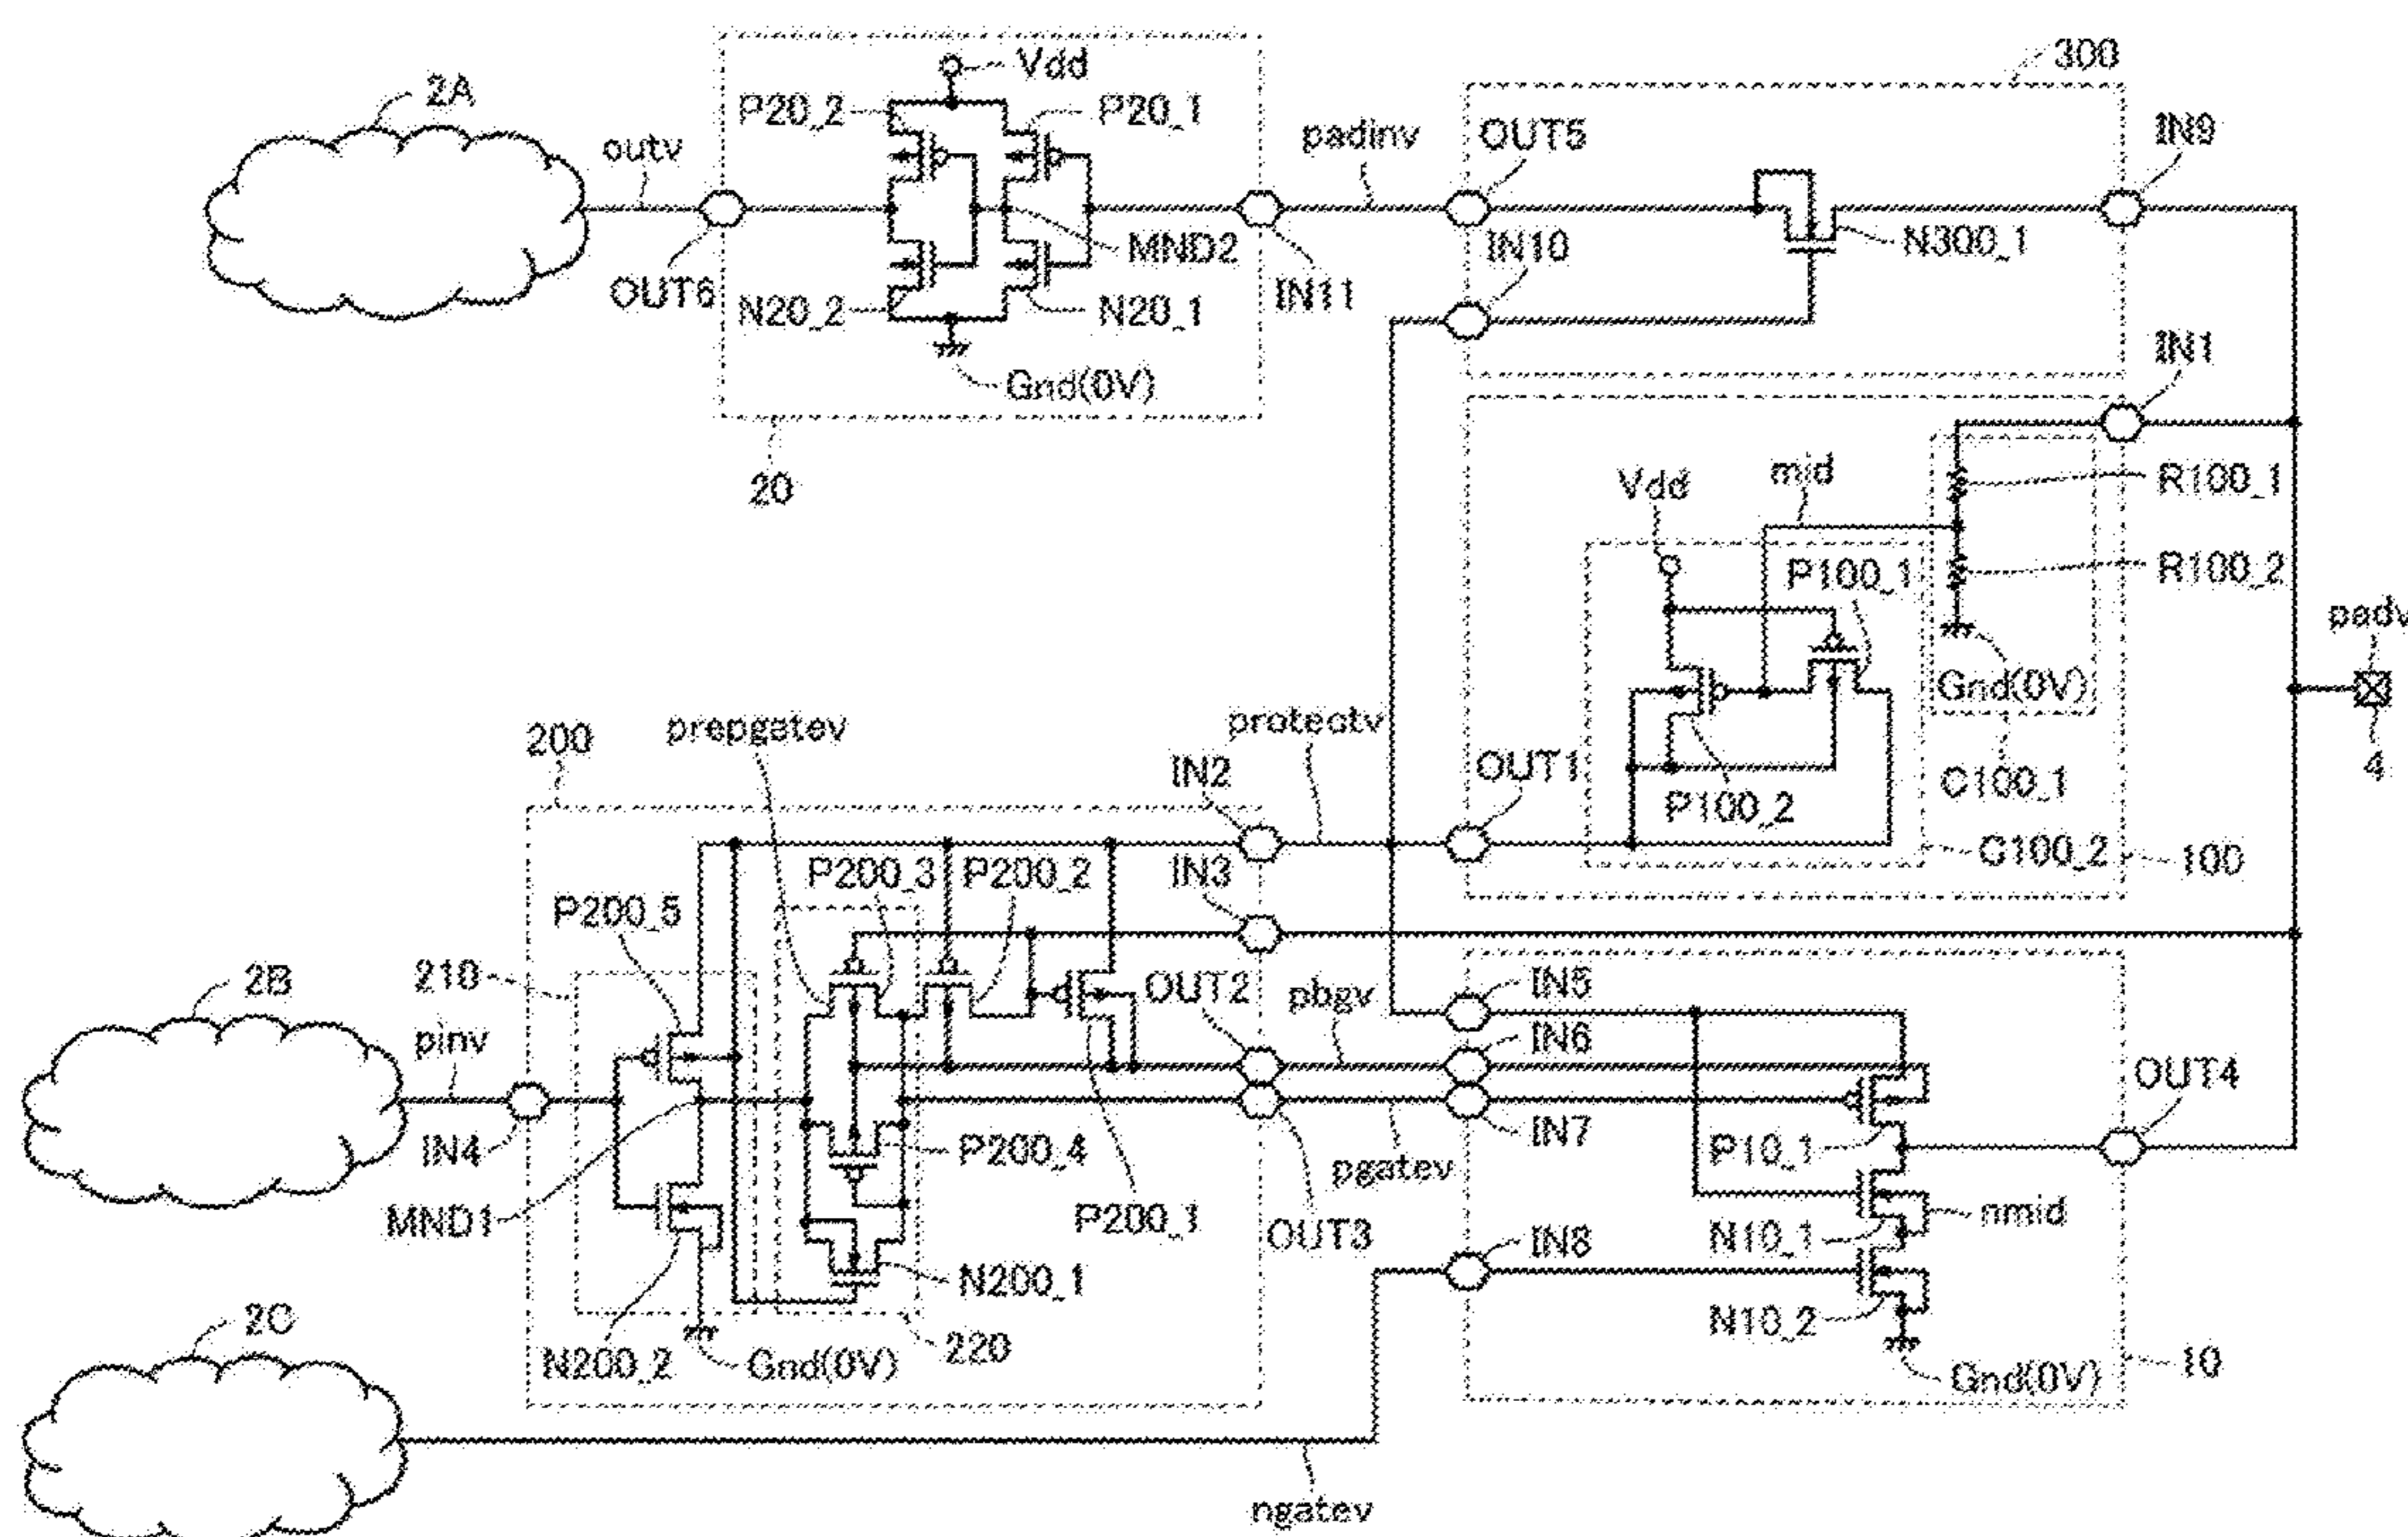 300
Vdd
2A
P20_2
P20_1
outv
padinv
OUT5
IN9
MND2
IN10
N300_1
OUT6
N20_2
N20_1
IN11
IN1
Gnd(0V)
20
mid
Vdd
R100_1
P100_1
R100_2
padv
Gnd(0V)
200
prepgatev
protectv
IN2
OUT1
P100_2
C100_1
4
P200_3
P200_2
IN3
C100_2
100
P200_5
2B
210
OUT2
pbgv
IN5
pinv
IN6
OUT4
IN4
P200_4
IN7
P10_1
pgatev
MND1
P200_1
OUT3
nmid
N10_1
IN8
N200_1
2C
N10_2
N200_2
Gnd(0V)
220
Gnd(0V)
10
ngatev